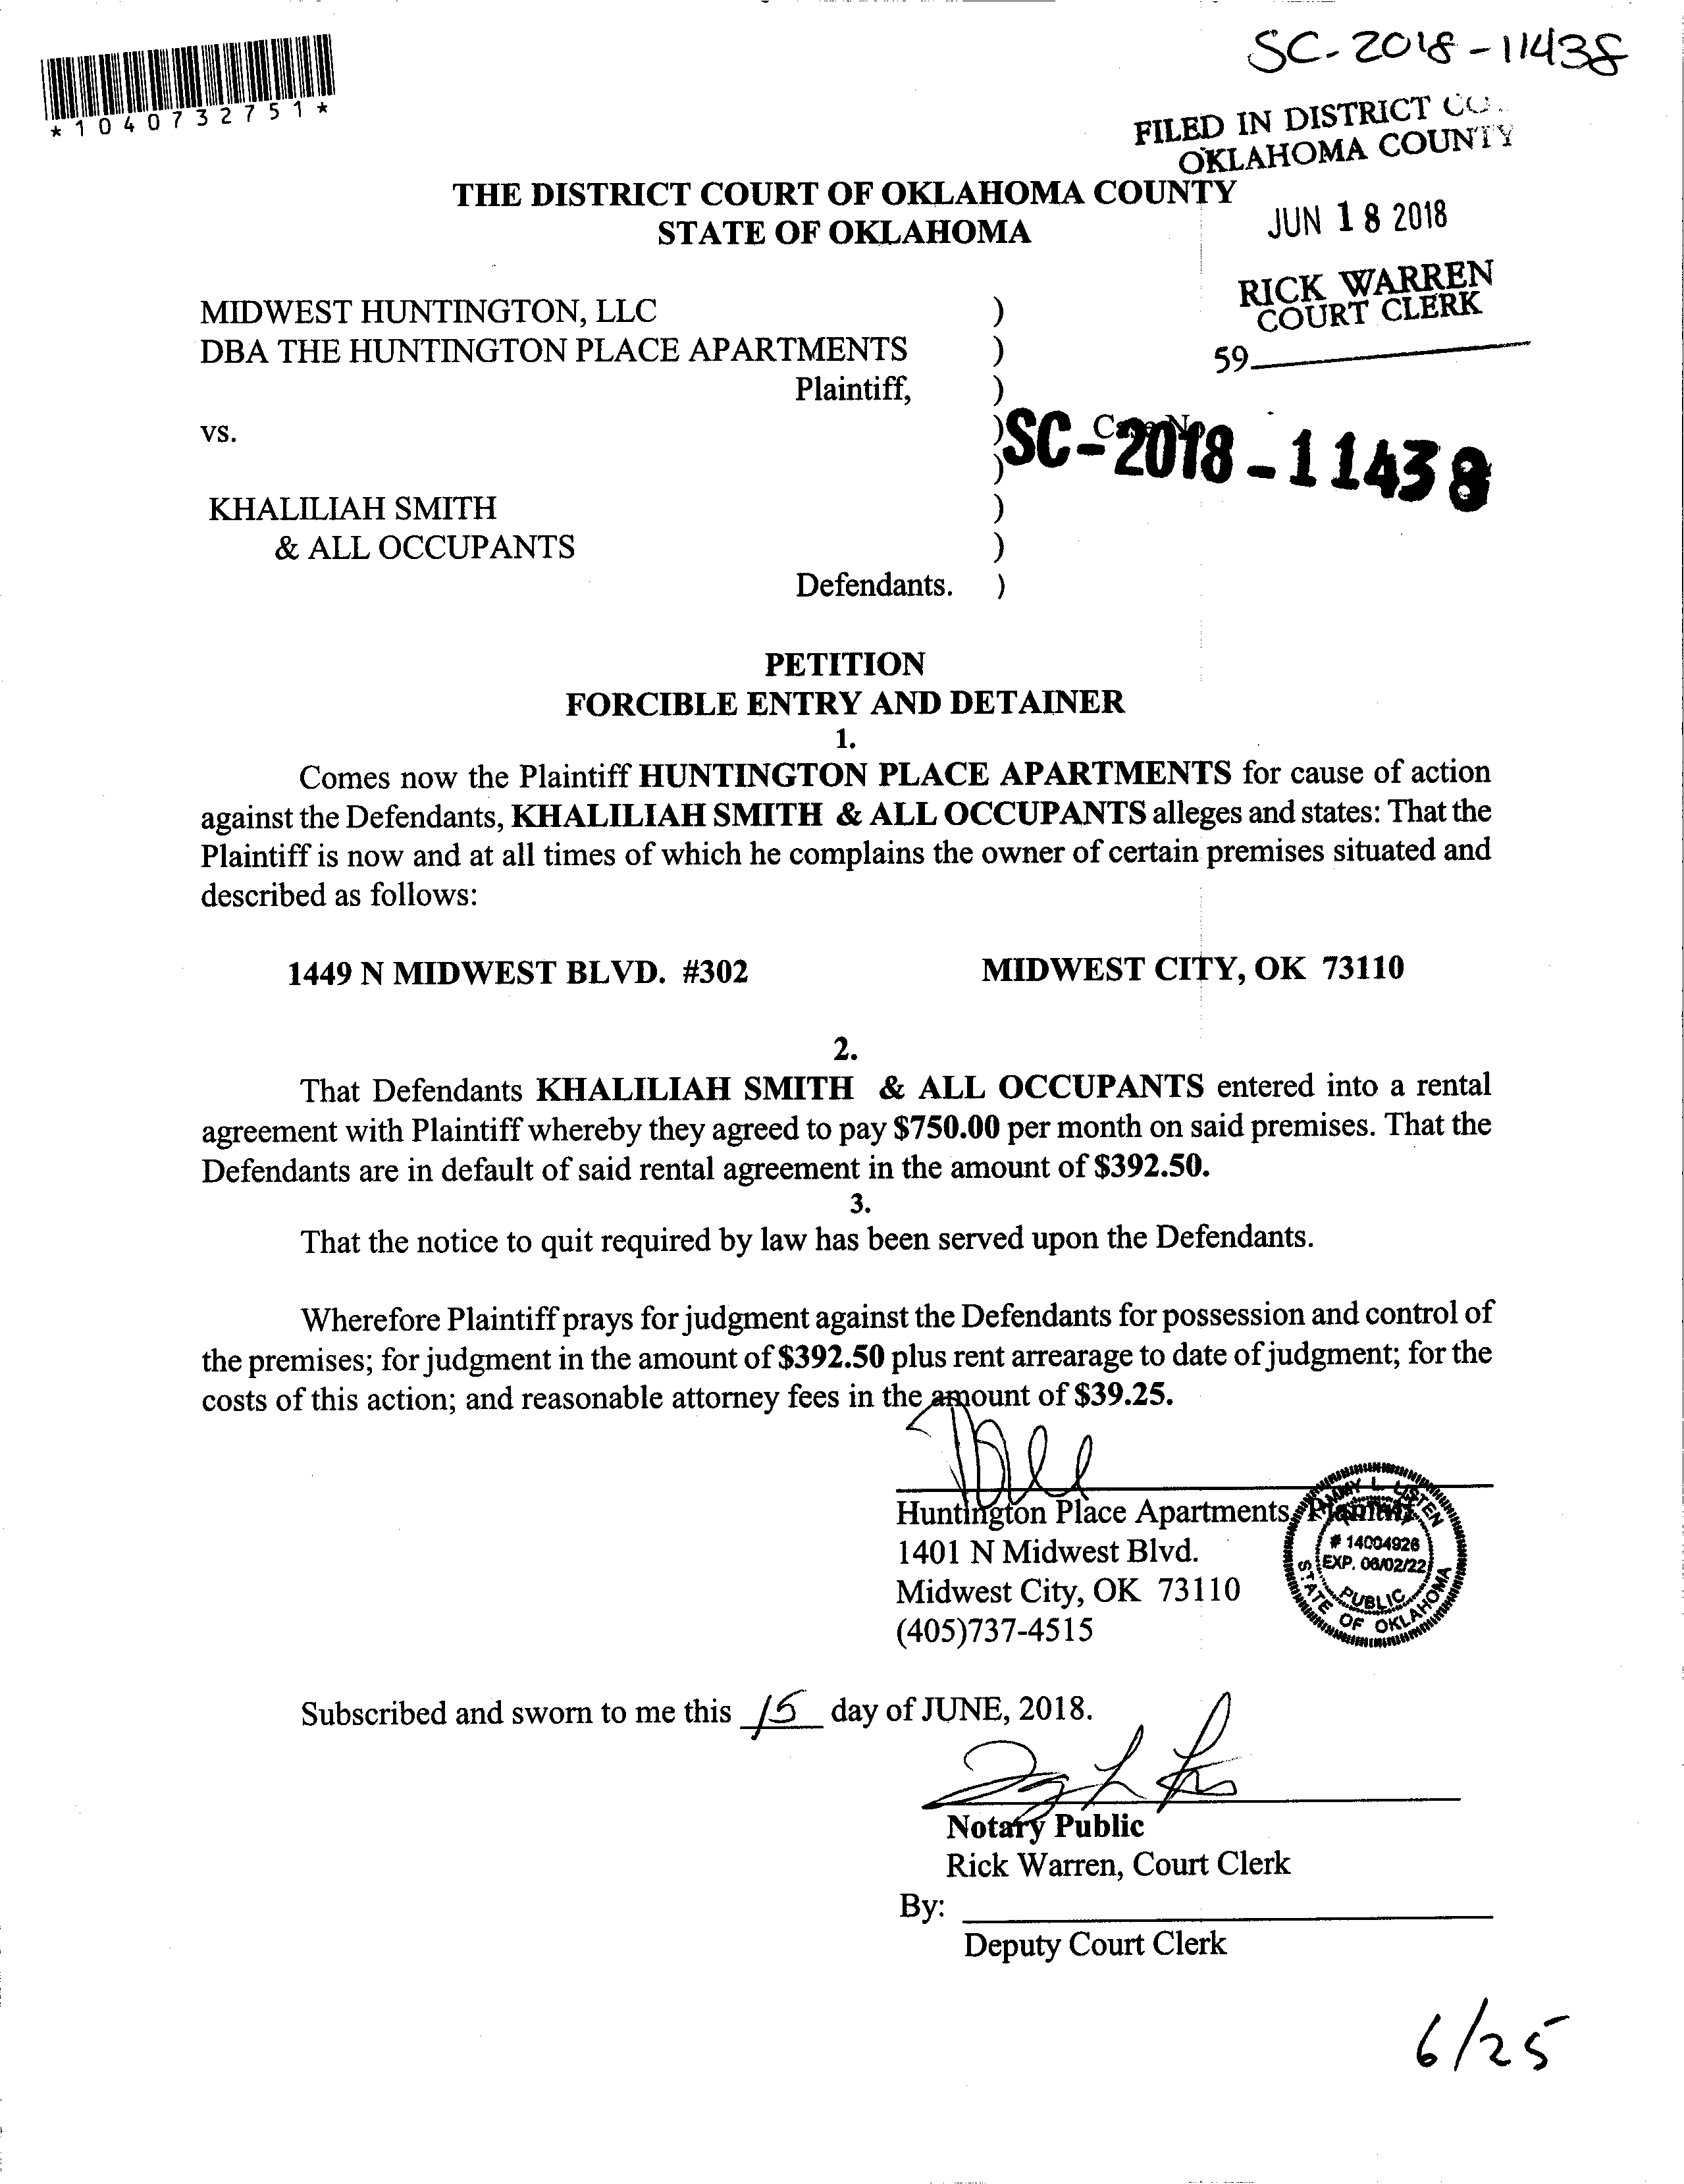 SC-2018-11438
*1040732751*
FILED IN DISTRICT CO
OKLAHOMA COUNTY
THE DISTRICT COURT OF OKLAHOMA COUNTY
STATE OF OKLAHOMA
JUN 18 2018
RICK WARREN
COURT CLERK
59
MIDWEST HUNTINGTON, LLC )
DBA THE HUNTINGTON PLACE APARTMENTS )
Plaintiff, )
vs. ) Case No.
SC-2018-11438
)
KHALILIAH SMITH )
& ALL OCCUPANTS )
Defendants. )
PETITION
FORCIBLE ENTRY AND DETAINER
1.
Comes now the Plaintiff HUNTINGTON PLACE APARTMENTS for cause of action
against the Defendants, KHALILIAH SMITH & ALL OCCUPANTS alleges and states: That the
Plaintiff is now and at all times of which he complains the owner of certain premises situated and
described as follows:
1449 N MIDWEST BLVD. #302 MIDWEST CITY, OK 73110
2.
That Defendants KHALILIAH SMITH & ALL OCCUPANTS entered into a rental
agreement with Plaintiff whereby they agreed to pay $750.00 per month on said premises. That the
Defendants are in default of said rental agreement in the amount of $392.50.
3.
That the notice to quit required by law has been served upon the Defendants.
Wherefore Plaintiff prays for judgment against the Defendants for possession and control of
the premises; for judgment in the amount of $392.50 plus rent arrearage to date of judgment; for the
costs of this action; and reasonable attorney fees in the amount of $39.25.
Huntington Place Apartments, Plaintiff
1401 N Midwest Blvd.
Midwest City, OK 73110
(405)737-4515
L. LISTEN
# 14004926
EXP. 06/02/22
PUBLIC
STATE OF OKLAHOMA
Subscribed and sworn to me this 15 day of JUNE, 2018.
Notary Public
Rick Warren, Court Clerk
By:
Deputy Court Clerk
6/25